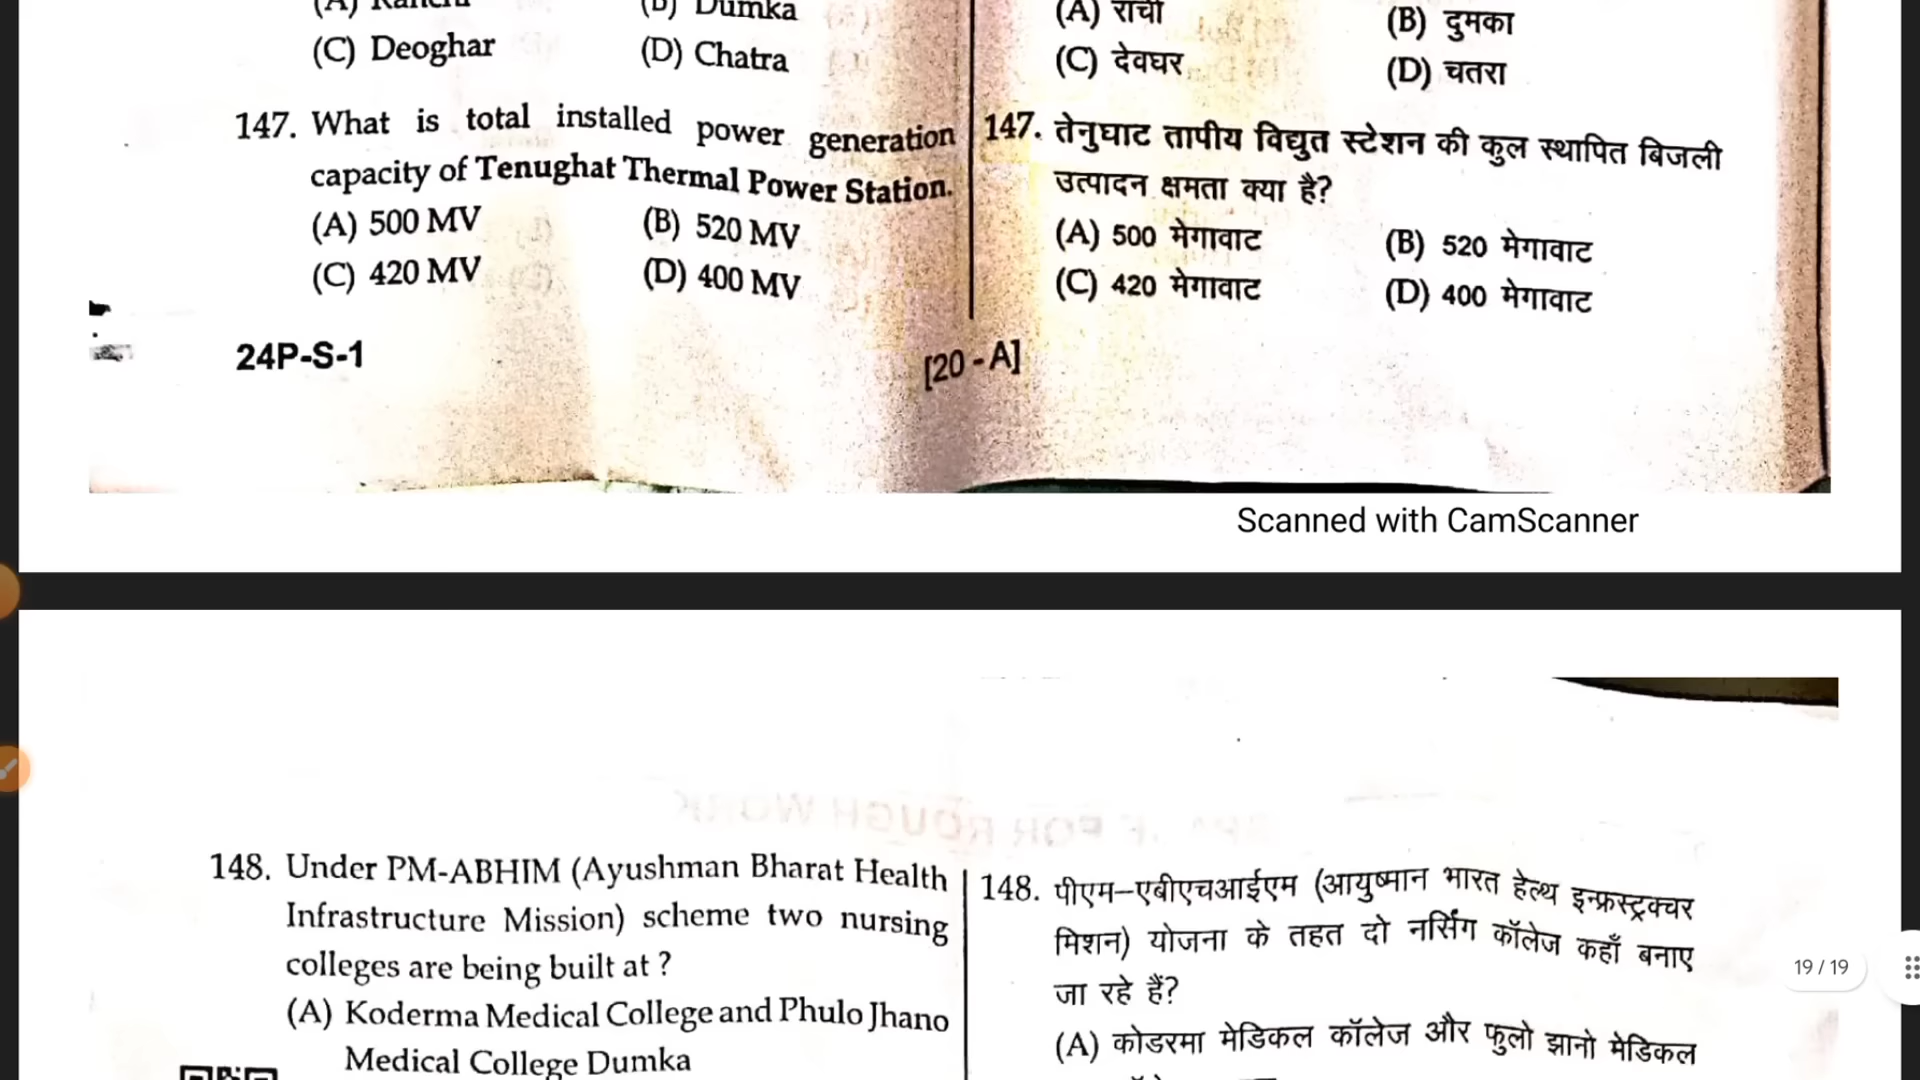 (B) Dumka
(C) Deoghar
(D) Chatra
147. What is total installed power generation
capacity of Tenughat Thermal Power Station.
(A) 500 MV
(B) 520 MV
(C) 420 MV
(D) 400 MV
(A) रांची
(B) दुमका
(C) देवघर
(D) चतरा
147. तेनुघाट तापीय विद्युत स्टेशन की कुल स्थापित बिजली
उत्पादन क्षमता क्या है?
(A) 500 मेगावाट
(B) 520 मेगावाट
(C) 420 मेगावाट
(D) 400 मेगावाट
24P-S-1
[20 - A]
Scanned with CamScanner
148. Under PM-ABHIM (Ayushman Bharat Health
Infrastructure Mission) scheme two nursing
colleges are being built at ?
(A) Koderma Medical College and Phulo Jhano
Medical College Dumka
148. पीएम–एबीएचआईएम (आयुष्मान भारत हेल्थ इन्फ्रस्ट्रक्चर
मिशन) योजना के तहत दो नर्सिंग कॉलेज कहाँ बनाए
जा रहे हैं?
(A) कोडरमा मेडिकल कॉलेज और फुलो झानो मेडिकल
19 / 19